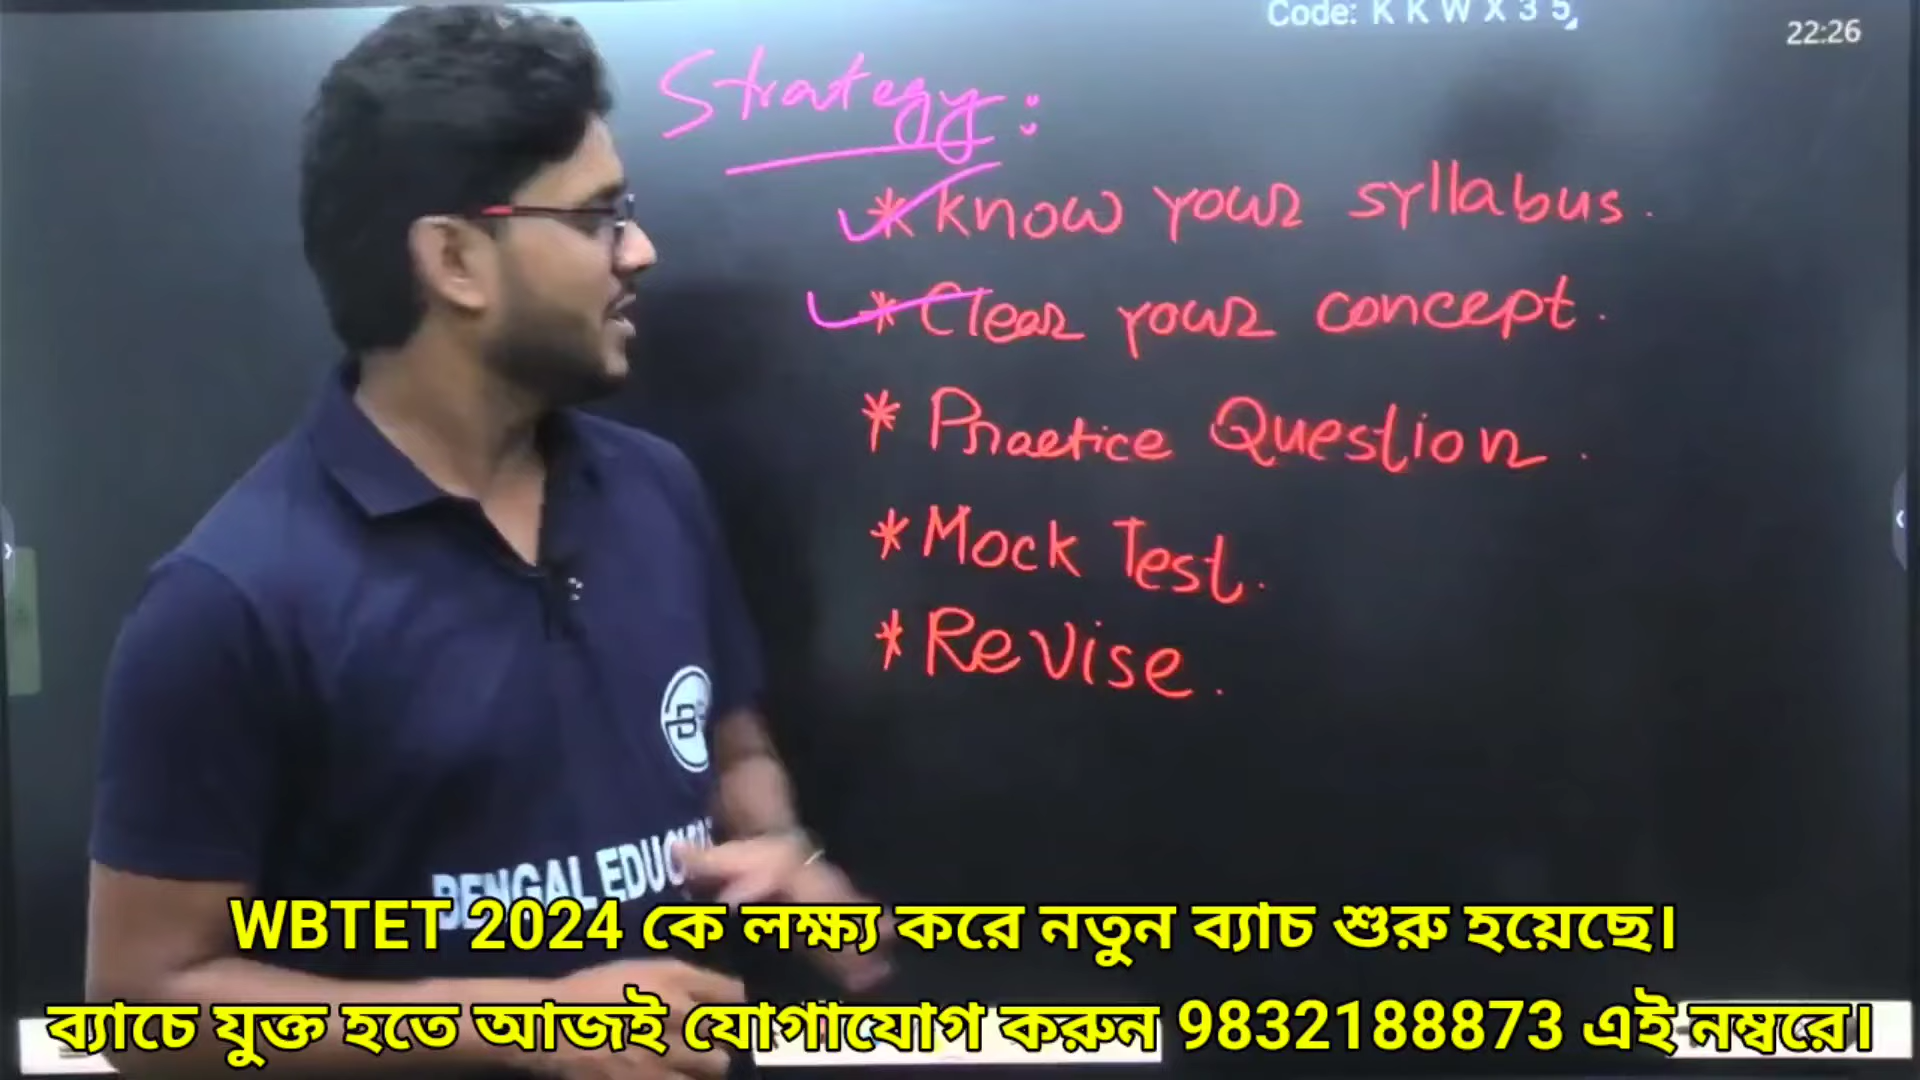 Code: K K W X 3 5
22:26
Strategy:
* Know your syllabus.
* Clear your concept.
* Practice Question.
* Mock Test.
* Revise.
BENGAL
WBTET 2024 কে লক্ষ্য করে নতুন ব্যাচ শুরু হয়েছে।
ব্যাচে যুক্ত হতে আজই যোগাযোগ করুন 9832188873 এই নম্বরে।